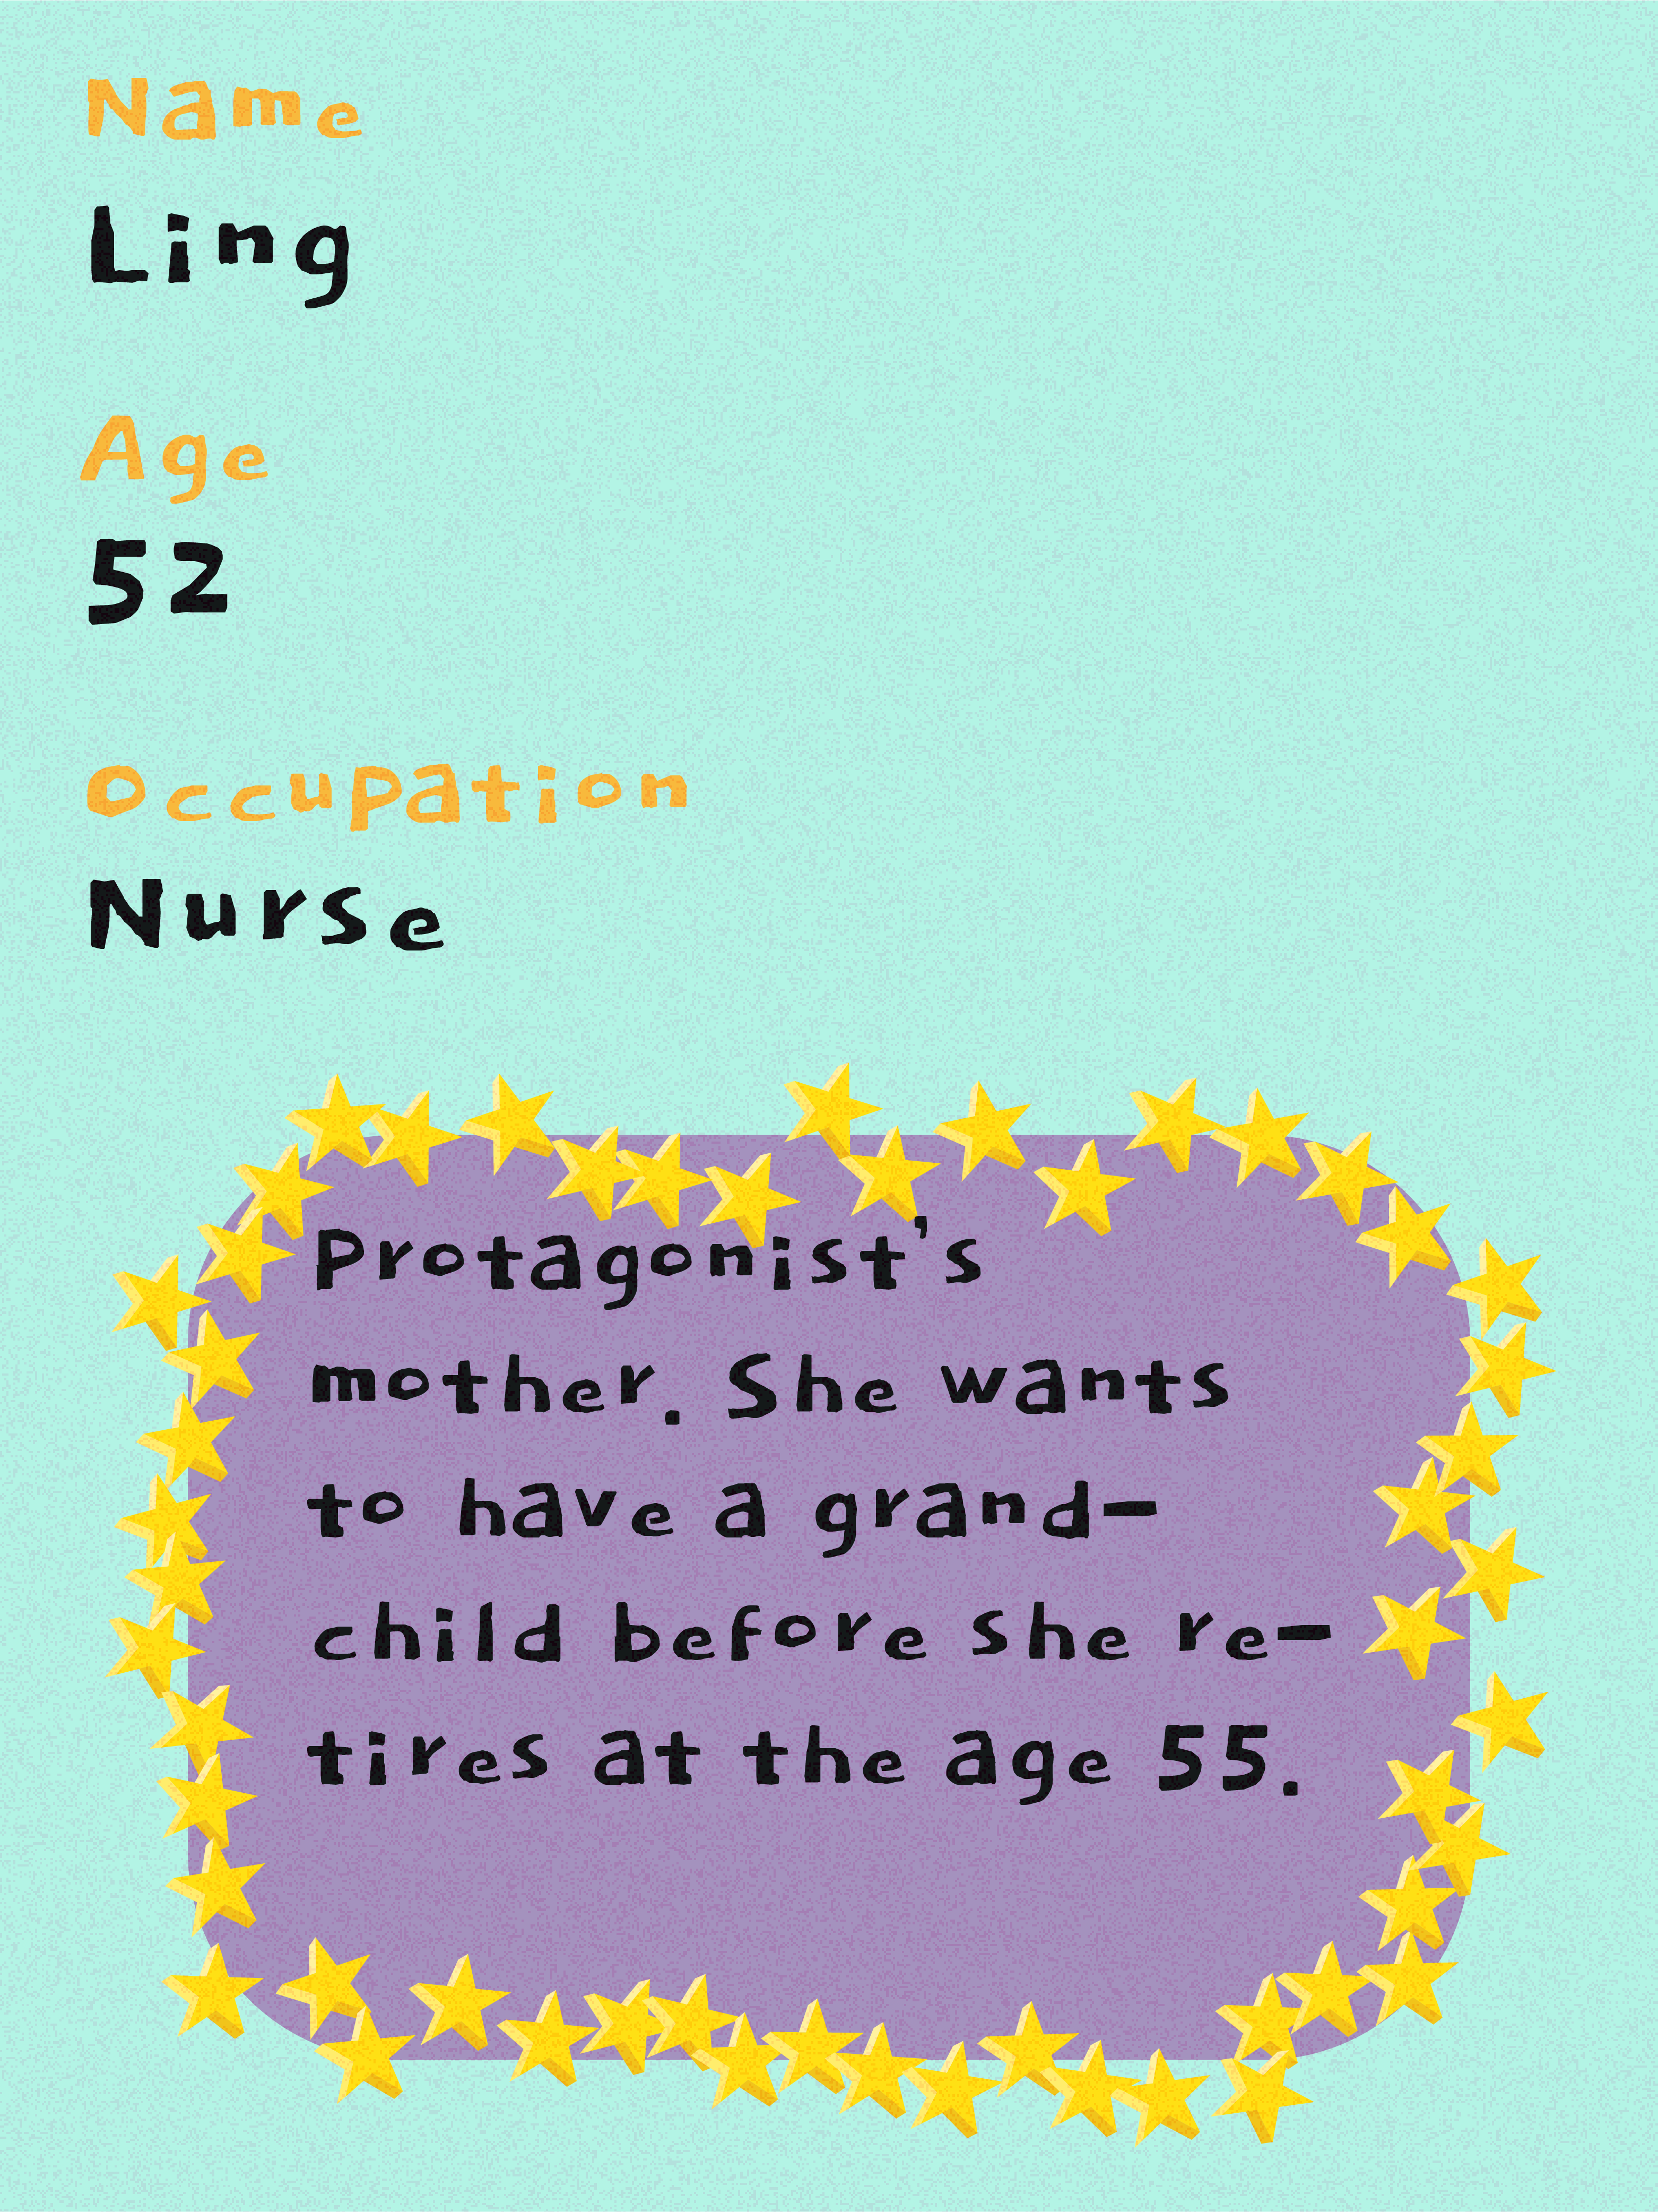 Name
Ling
Age
52
Occupation
Nurse
Protagonist's
mother. She wants
to have a grand-
child before she re-
tires at the age 55.